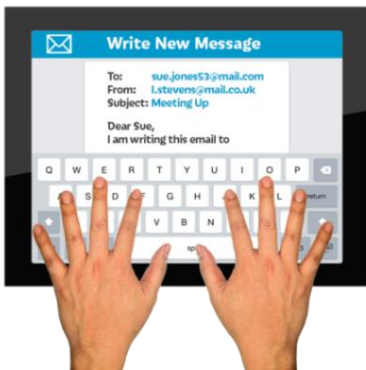 Write New Message
To: sue.jones53@mail.com
From: l.stevens@mail.co.uk
Subject: Meeting Up
Dear Sue,
I am writing this email to
Q W E R T Y U I O P
S D F G H K L return
V B N
sp